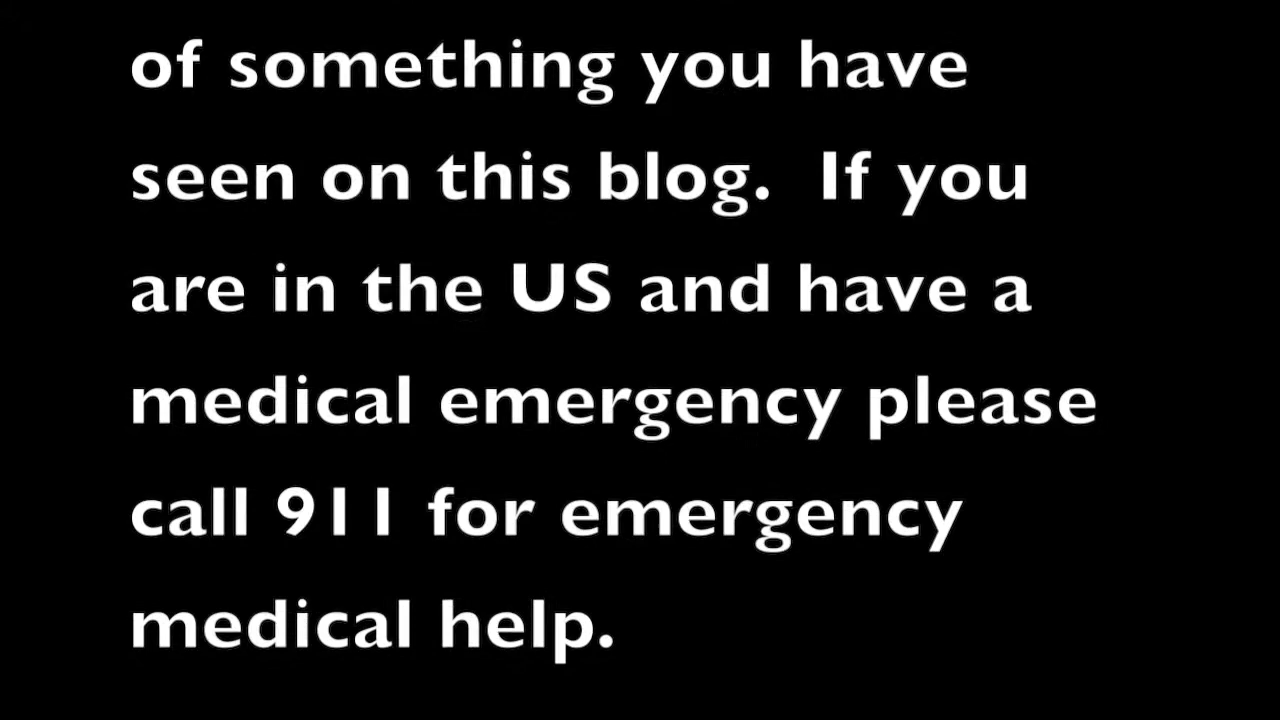 of something you have
seen on this blog.  If you
are in the US and have a
medical emergency please
call 911 for emergency
medical help.